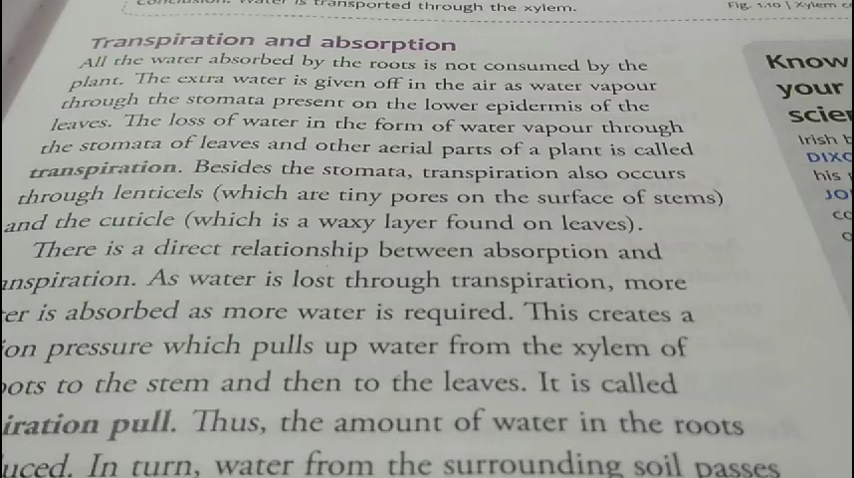 Conclusion: Water is transported through the xylem.
Fig. 1.10 | Xylem
Transpiration and absorption
All the water absorbed by the roots is not consumed by the
plant. The extra water is given off in the air as water vapour
through the stomata present on the lower epidermis of the
leaves. The loss of water in the form of water vapour through
the stomata of leaves and other aerial parts of a plant is called
transpiration. Besides the stomata, transpiration also occurs
through lenticels (which are tiny pores on the surface of stems)
and the cuticle (which is a waxy layer found on leaves).
There is a direct relationship between absorption and
anspiration. As water is lost through transpiration, more
er is absorbed as more water is required. This creates a
ion pressure which pulls up water from the xylem of
oots to the stem and then to the leaves. It is called
iration pull. Thus, the amount of water in the roots
uced. In turn, water from the surrounding soil passes
Know
your
scie
Irish b
DIXO
his
JO
co